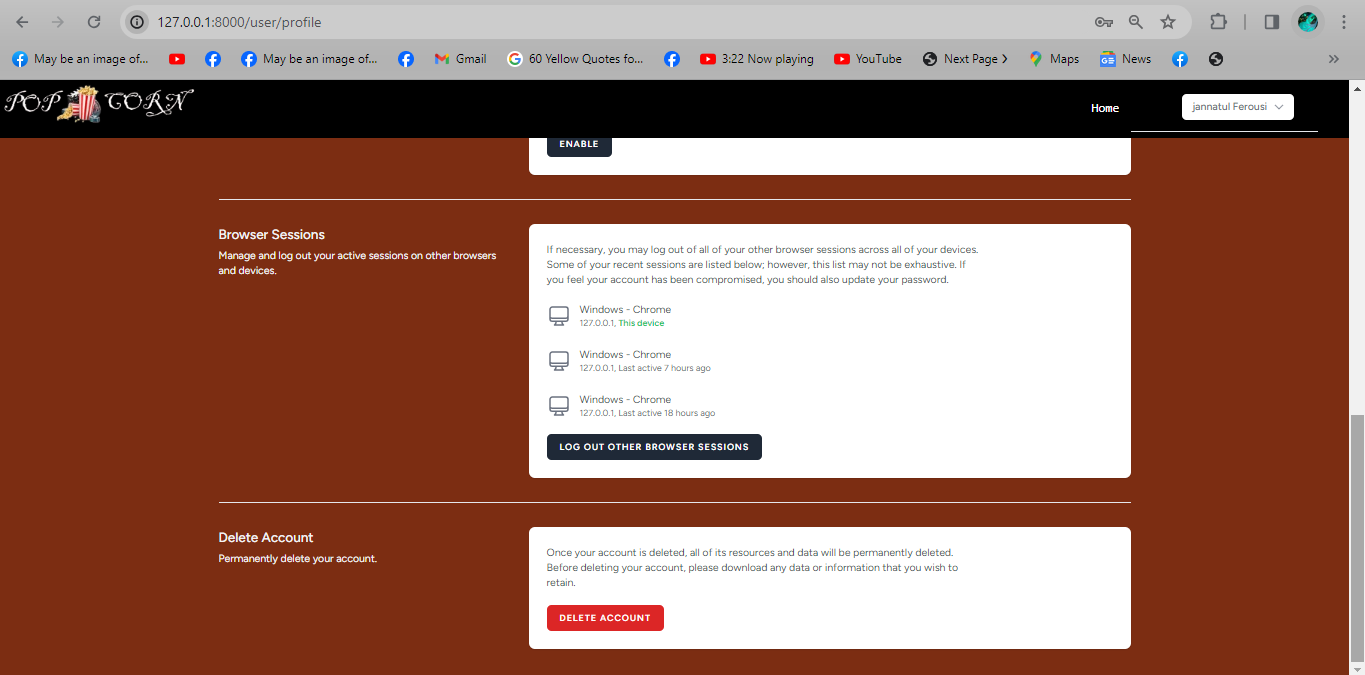 127.0.0.1:8000/user/profile
May be an image of... May be an image of... Gmail 60 Yellow Quotes fo... 3:22 Now playing YouTube Next Page Maps News
POP CORN
Home
jannatul Ferousi
ENABLE
Browser Sessions
Manage and log out your active sessions on other browsers
and devices.
If necessary, you may log out of all of your other browser sessions across all of your devices.
Some of your recent sessions are listed below; however, this list may not be exhaustive. If
you feel your account has been compromised, you should also update your password.
Windows - Chrome
127.0.0.1, This device
Windows - Chrome
127.0.0.1, Last active 7 hours ago
Windows - Chrome
127.0.0.1, Last active 18 hours ago
LOG OUT OTHER BROWSER SESSIONS
Delete Account
Permanently delete your account.
Once your account is deleted, all of its resources and data will be permanently deleted.
Before deleting your account, please download any data or information that you wish to
retain.
DELETE ACCOUNT